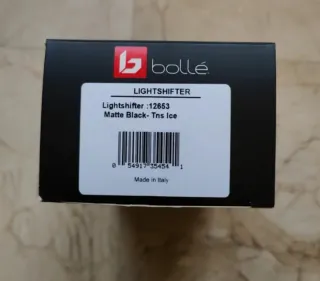 bollé
LIGHTSHIFTER
Lightshifter :12653
Matte Black- Tns Ice
0 54917 35454 1
Made in Italy